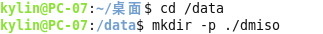 kylin@PC-07:~/桌面$ cd /data
kylin@PC-07:/data$ mkdir -p ./dmiso